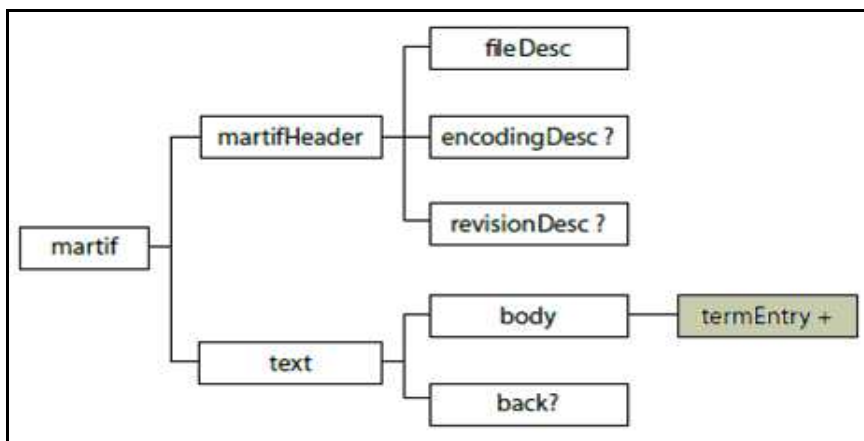 martif
martifHeader
fileDesc
encodingDesc ?
revisionDesc ?
text
body
termEntry +
back?